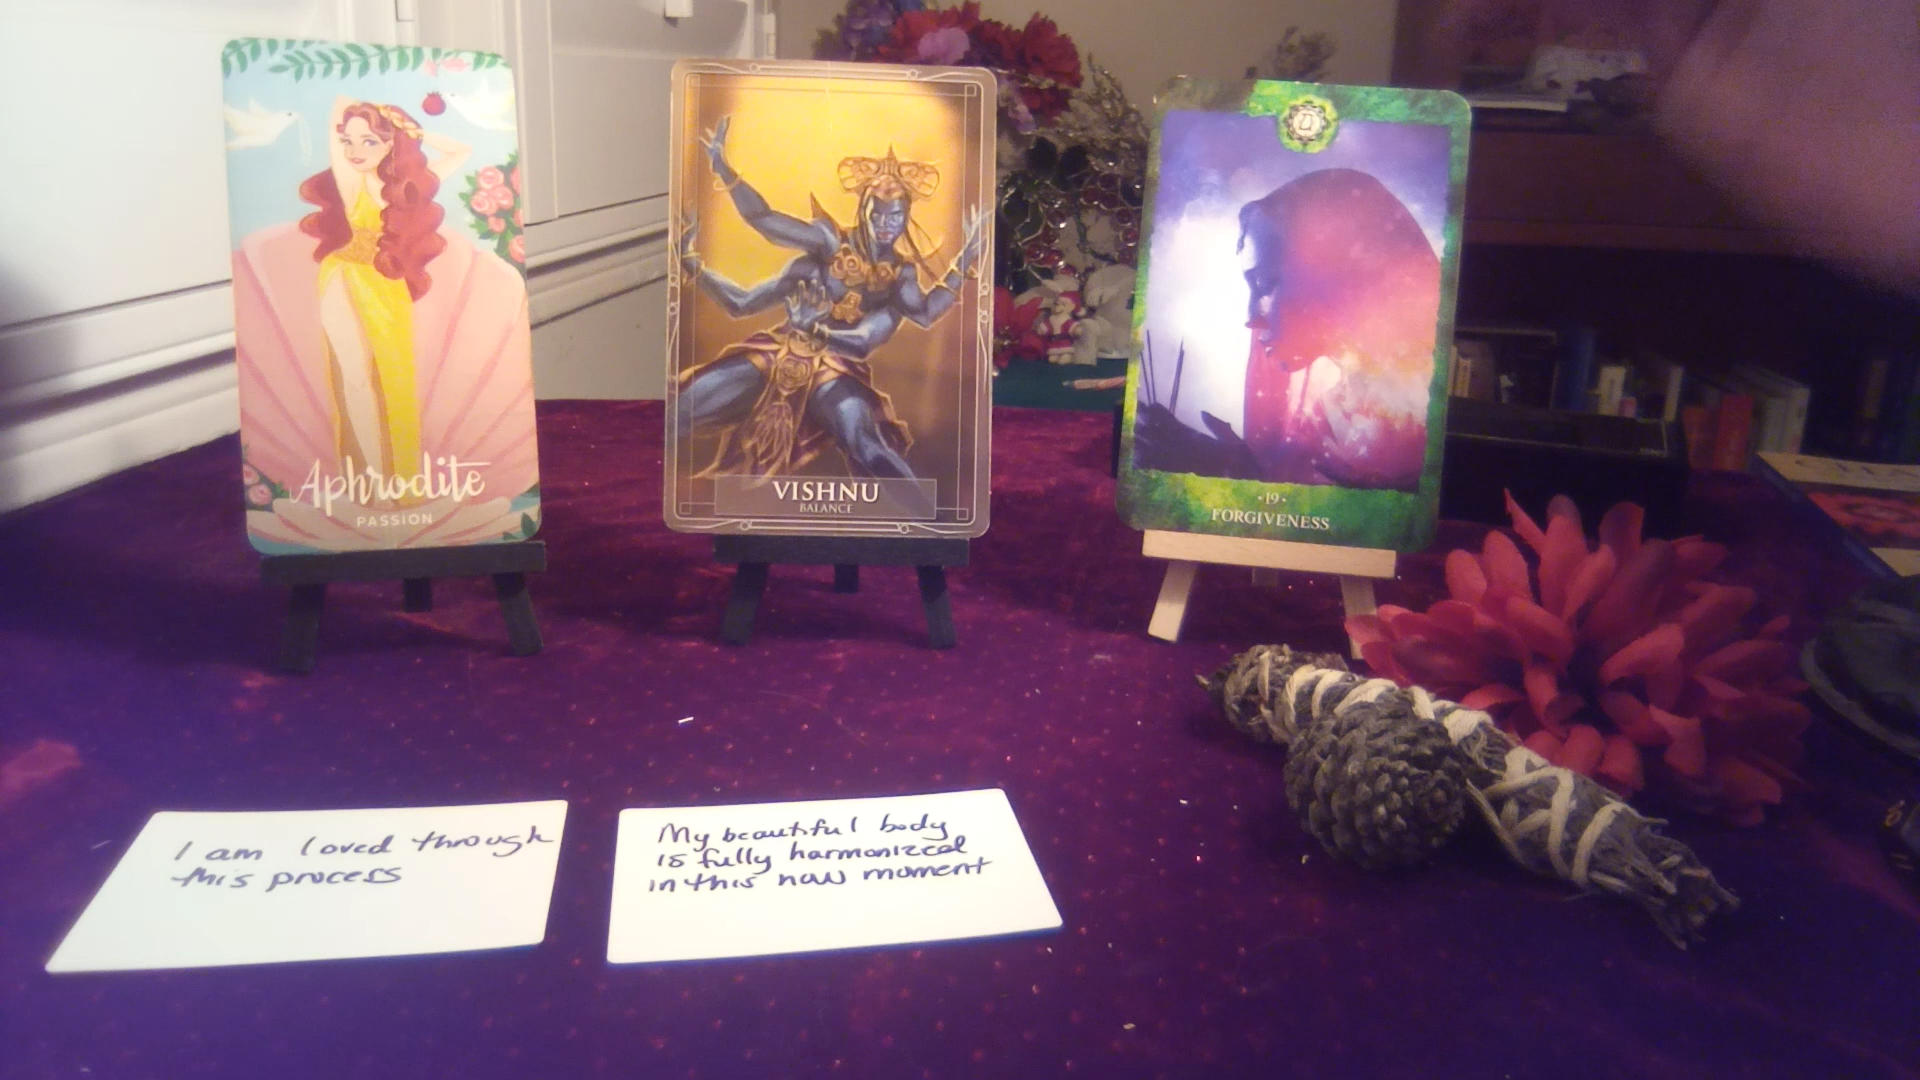 Aphrodite
PASSION
VISHNU
BALANCE
·19·
FORGIVENESS
I am loved through
this process
My beautiful body
is fully harmonized
in this now moment